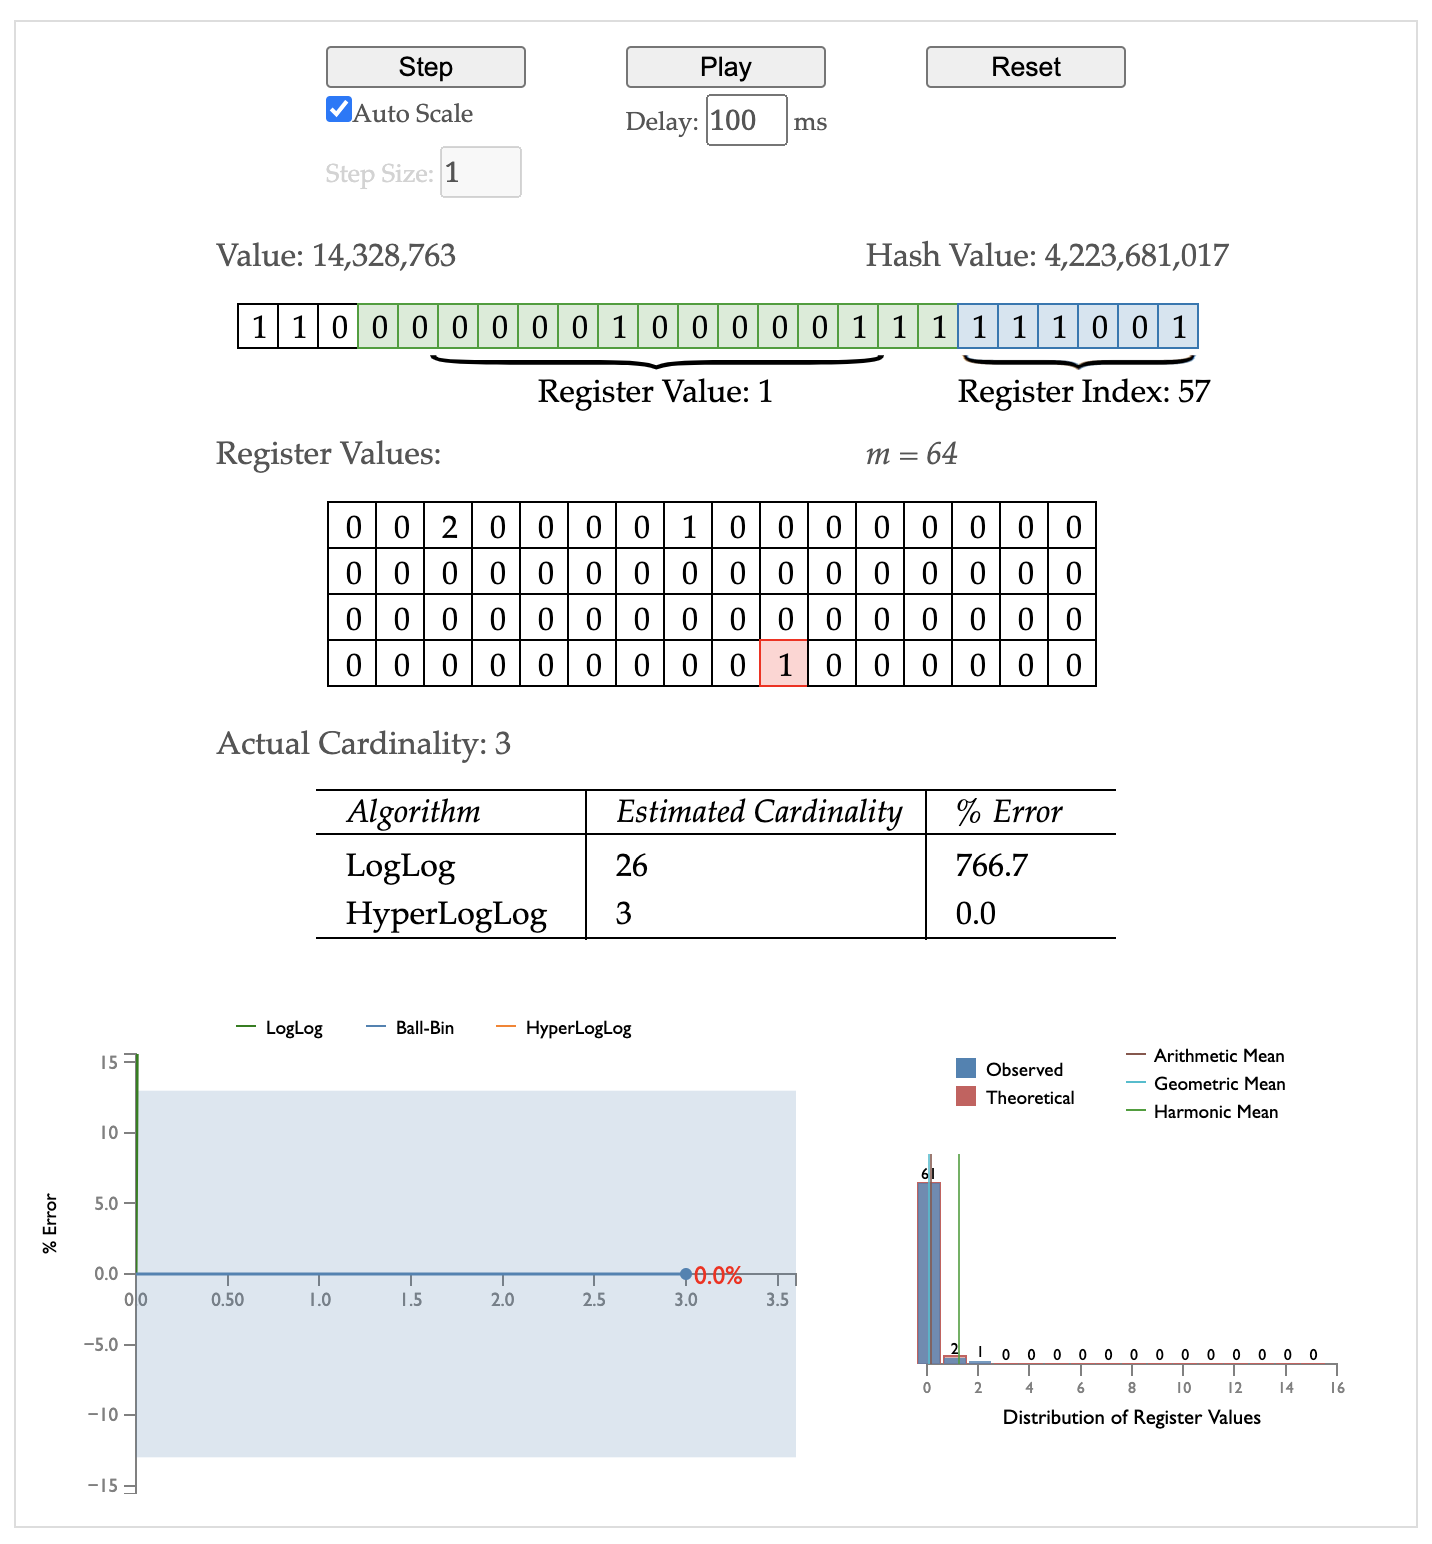 Step Play Reset
Auto Scale Delay: 100 ms
Step Size: 1
Value: 14,328,763 Hash Value: 4,223,681,017
1 1 0 0 0 0 0 0 0 1 0 0 0 0 0 1 1 1 1 1 1 0 0 1
Register Value: 1 Register Index: 57
Register Values: m = 64
0 0 2 0 0 0 0 1 0 0 0 0 0 0 0 0
0 0 0 0 0 0 0 0 0 0 0 0 0 0 0 0
0 0 0 0 0 0 0 0 0 0 0 0 0 0 0 0
0 0 0 0 0 0 0 0 0 1 0 0 0 0 0 0
Actual Cardinality: 3
Algorithm Estimated Cardinality % Error
LogLog 26 766.7
HyperLogLog 3 0.0
LogLog Ball-Bin HyperLogLog
15
10
5.0
0.0
−5.0
−10
−15
% Error
0.0%
0.0 0.50 1.0 1.5 2.0 2.5 3.0 3.5
Observed
Theoretical
Arithmetic Mean
Geometric Mean
Harmonic Mean
61 2 1 0 0 0 0 0 0 0 0 0 0 0 0 0
0 2 4 6 8 10 12 14 16
Distribution of Register Values